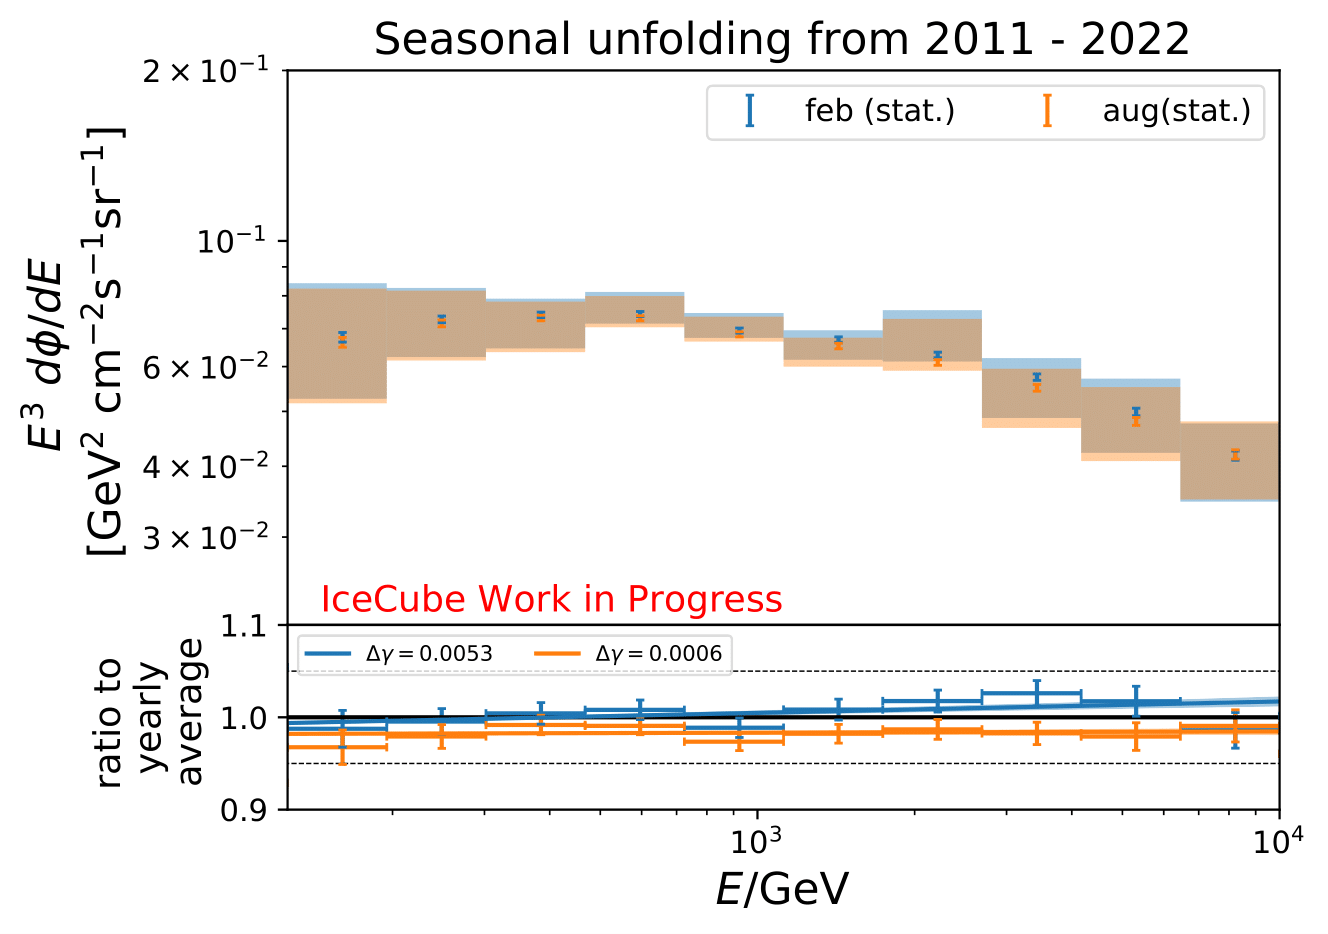 Seasonal unfolding from 2011 - 2022
feb (stat.)
aug(stat.)
2 × 10⁻¹
10⁻¹
6 × 10⁻²
4 × 10⁻²
3 × 10⁻²
E³ dϕ/dE
[GeV² cm⁻²s⁻¹sr⁻¹]
IceCube Work in Progress
1.1
1.0
0.9
ratio to
yearly
average
Δγ = 0.0053
Δγ = 0.0006
10³
10⁴
E/GeV